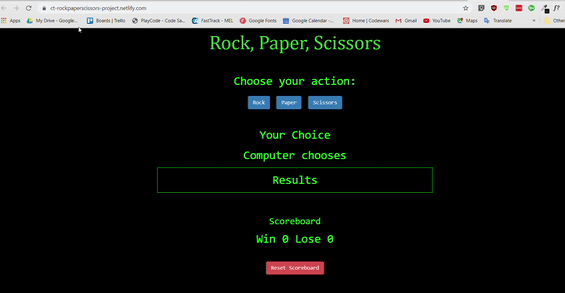 ct-rockpaperscissors-project.netlify.com
Apps My Drive - Google... Boards | Trello PlayCode - Code Sa... FastTrack - MEL Google Fonts Google Calendar -... Home | Codewars Gmail YouTube Maps Translate » Other
Rock, Paper, Scissors
Choose your action:
Rock Paper Scissors
Your Choice
Computer chooses
Results
Scoreboard
Win 0 Lose 0
Reset Scoreboard